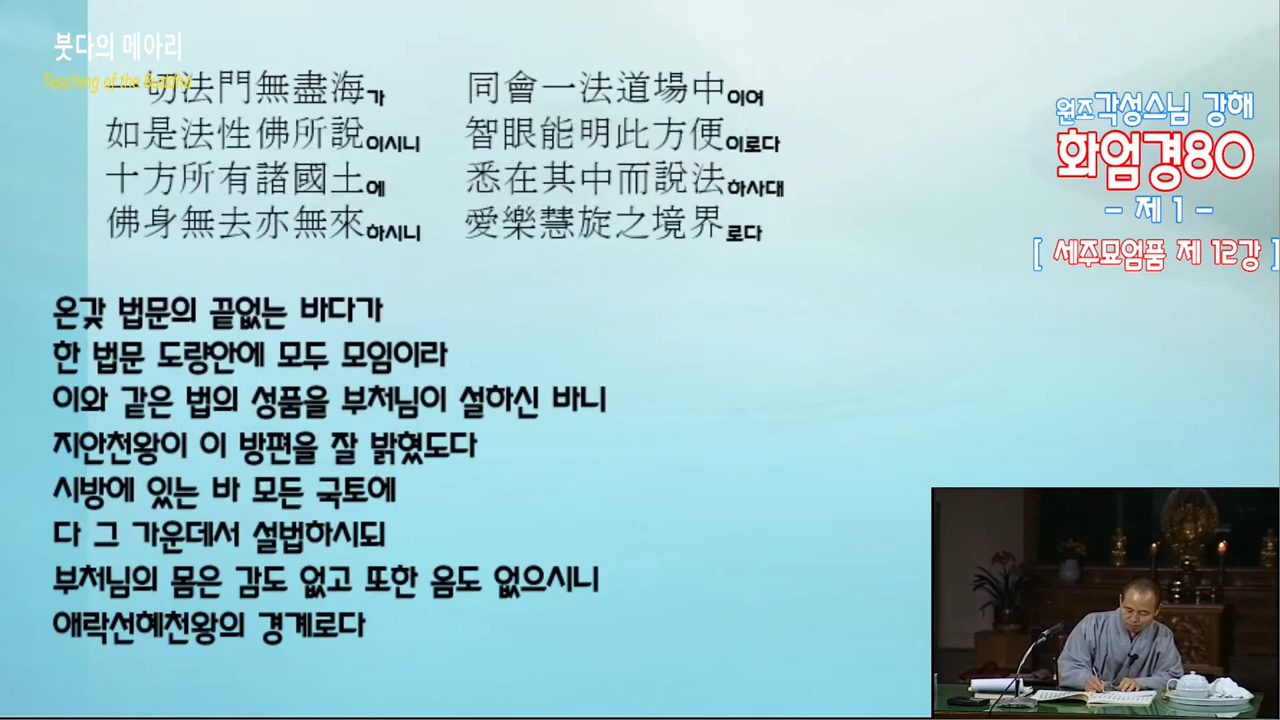 붓다의 메아리
Teaching of the Buddha
一切法門無盡海가 同會一法道場中이여
如是法性佛所說이시니 智眼能明此方便이로다
十方所有諸國土에 悉在其中而說法하사대
佛身無去亦無來하시니 愛樂慧旋之境界로다
온갖 법문의 끝없는 바다가
한 법문 도량안에 모두 모임이라
이와 같은 법의 성품을 부처님이 설하신 바니
지안천왕이 이 방편을 잘 밝혔도다
시방에 있는 바 모든 국토에
다 그 가운데서 설법하시되
부처님의 몸은 감도 없고 또한 옴도 없으시니
애락선혜천왕의 경계로다
원조각성스님 강해
화엄경80
- 제 1 -
[ 세주묘엄품 제 12강 ]